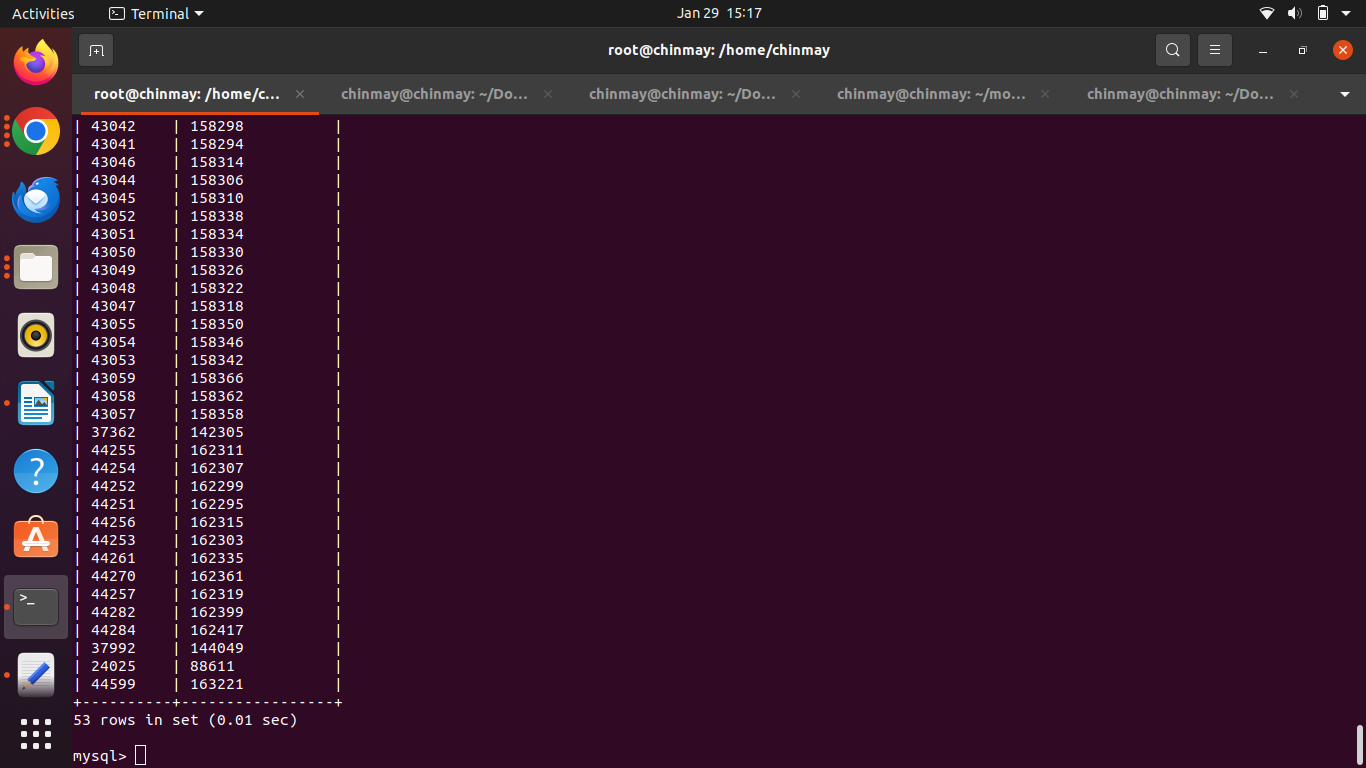 Activities Terminal Jan 29 15:17
root@chinmay: /home/chinmay
root@chinmay: /home/c... chinmay@chinmay: ~/Do... chinmay@chinmay: ~/Do... chinmay@chinmay: ~/mo... chinmay@chinmay: ~/Do...
| 43042 | 158298 |
| 43041 | 158294 |
| 43046 | 158314 |
| 43044 | 158306 |
| 43045 | 158310 |
| 43052 | 158338 |
| 43051 | 158334 |
| 43050 | 158330 |
| 43049 | 158326 |
| 43048 | 158322 |
| 43047 | 158318 |
| 43055 | 158350 |
| 43054 | 158346 |
| 43053 | 158342 |
| 43059 | 158366 |
| 43058 | 158362 |
| 43057 | 158358 |
| 37362 | 142305 |
| 44255 | 162311 |
| 44254 | 162307 |
| 44252 | 162299 |
| 44251 | 162295 |
| 44256 | 162315 |
| 44253 | 162303 |
| 44261 | 162335 |
| 44270 | 162361 |
| 44257 | 162319 |
| 44282 | 162399 |
| 44284 | 162417 |
| 37992 | 144049 |
| 24025 | 88611 |
| 44599 | 163221 |
+----------+-----------------+
53 rows in set (0.01 sec)
mysql>